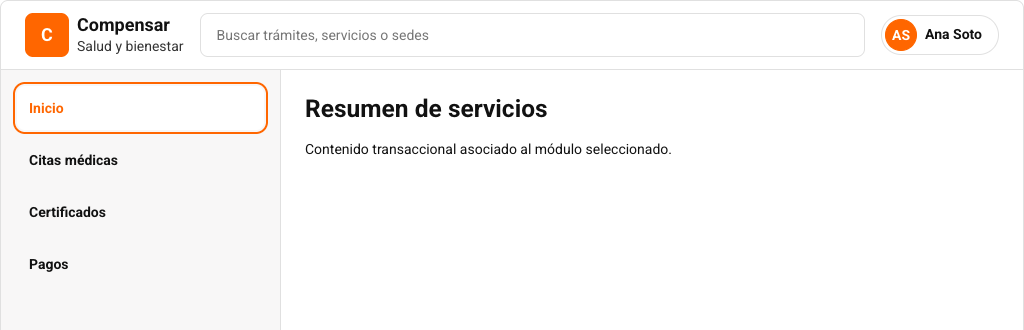 C
Compensar
Salud y bienestar
Buscar trámites, servicios o sedes
AS
Ana Soto
Inicio
Citas médicas
Certificados
Pagos
Resumen de servicios
Contenido transaccional asociado al módulo seleccionado.